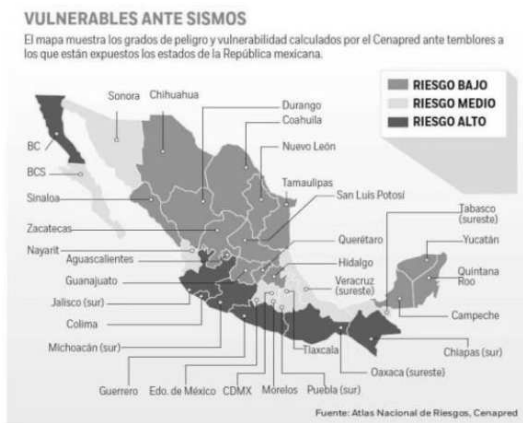 VULNERABLES ANTE SISMOS
El mapa muestra los grados de peligro y vulnerabilidad calculados por el Cenapred ante temblores a
los que están expuestos los estados de la República mexicana.
RIESGO BAJO
RIESGO MEDIO
RIESGO ALTO
Sonora
Chihuahua
Durango
Coahuila
Nuevo León
Tamaulipas
San Luis Potosí
Tabasco
(sureste)
Yucatán
BC
BCS
Sinaloa
Zacatecas
Nayarit
Aguascalientes
Guanajuato
Jalisco (sur)
Colima
Michoacán (sur)
Querétaro
Hidalgo
Veracruz
(sureste)
Quintana
Roo
Campeche
Chiapas (sur)
Tlaxcala
Oaxaca (sureste)
Guerrero
Edo. de México
CDMX
Morelos
Puebla (sur)
Fuente: Atlas Nacional de Riesgos, Cenapred